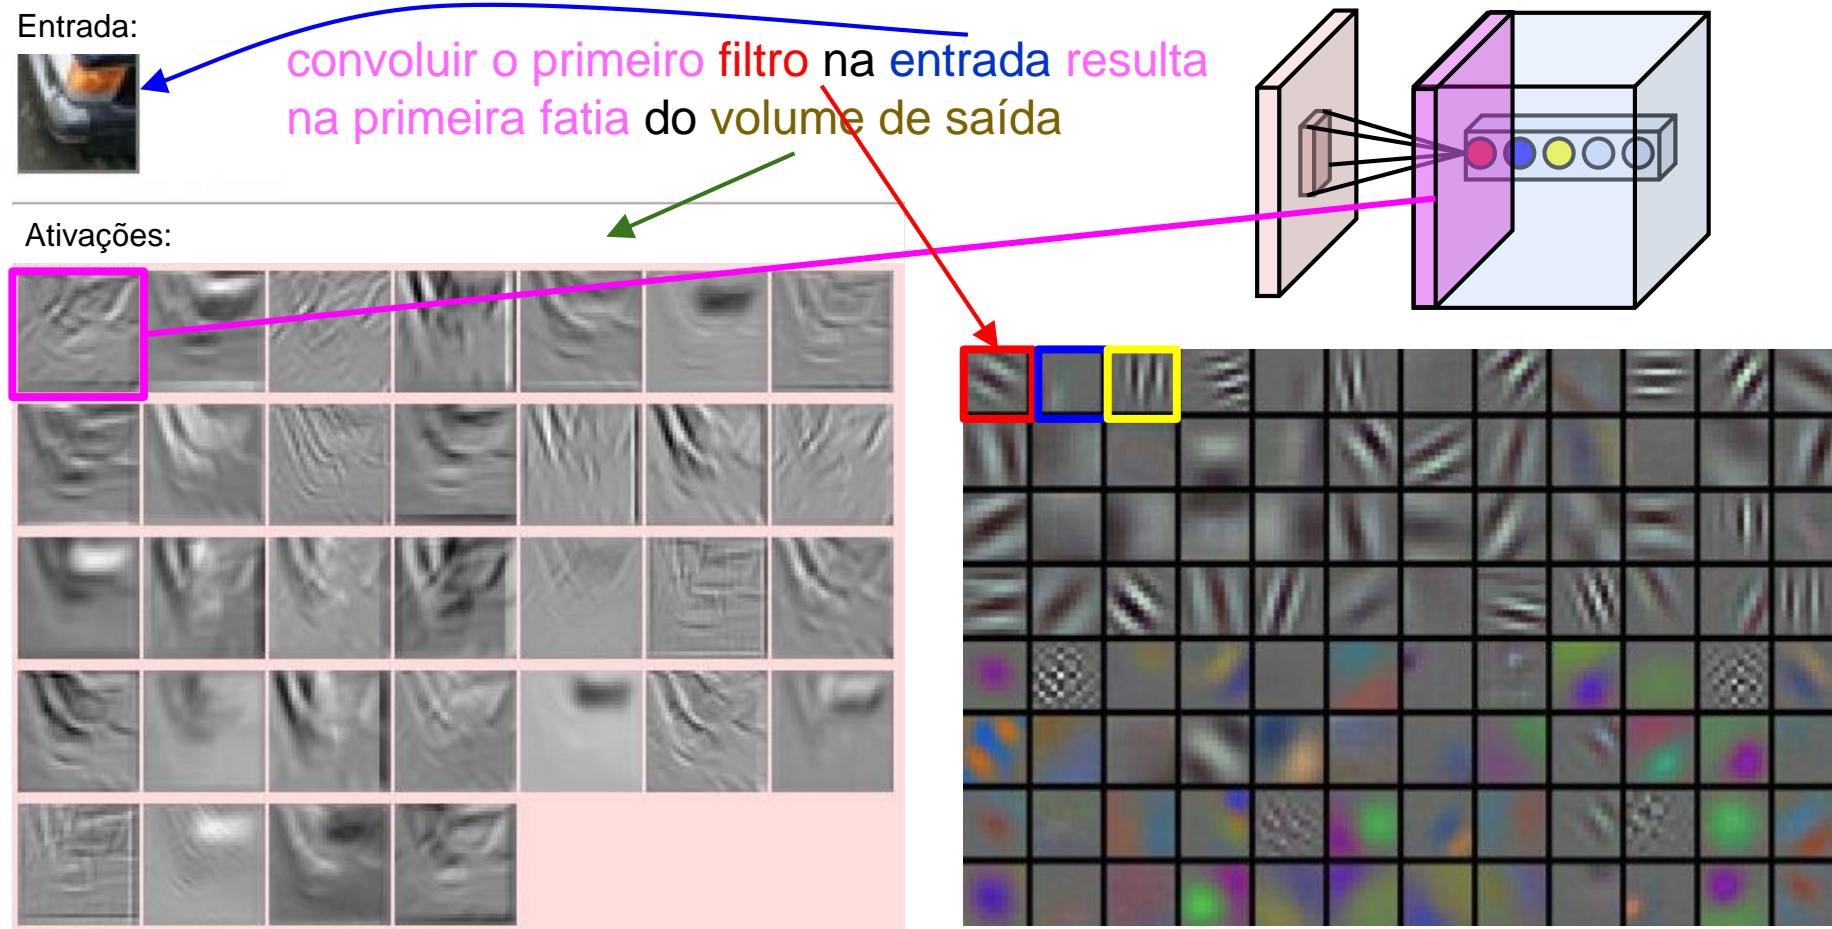 Entrada:
convoluir o primeiro filtro na entrada resulta
na primeira fatia do volume de saída
Ativações: